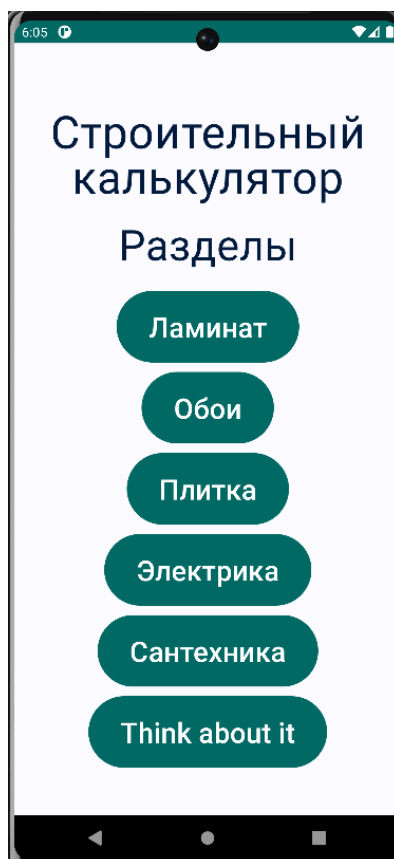 6:05
Строительный
калькулятор
Разделы
Ламинат
Обои
Плитка
Электрика
Сантехника
Think about it